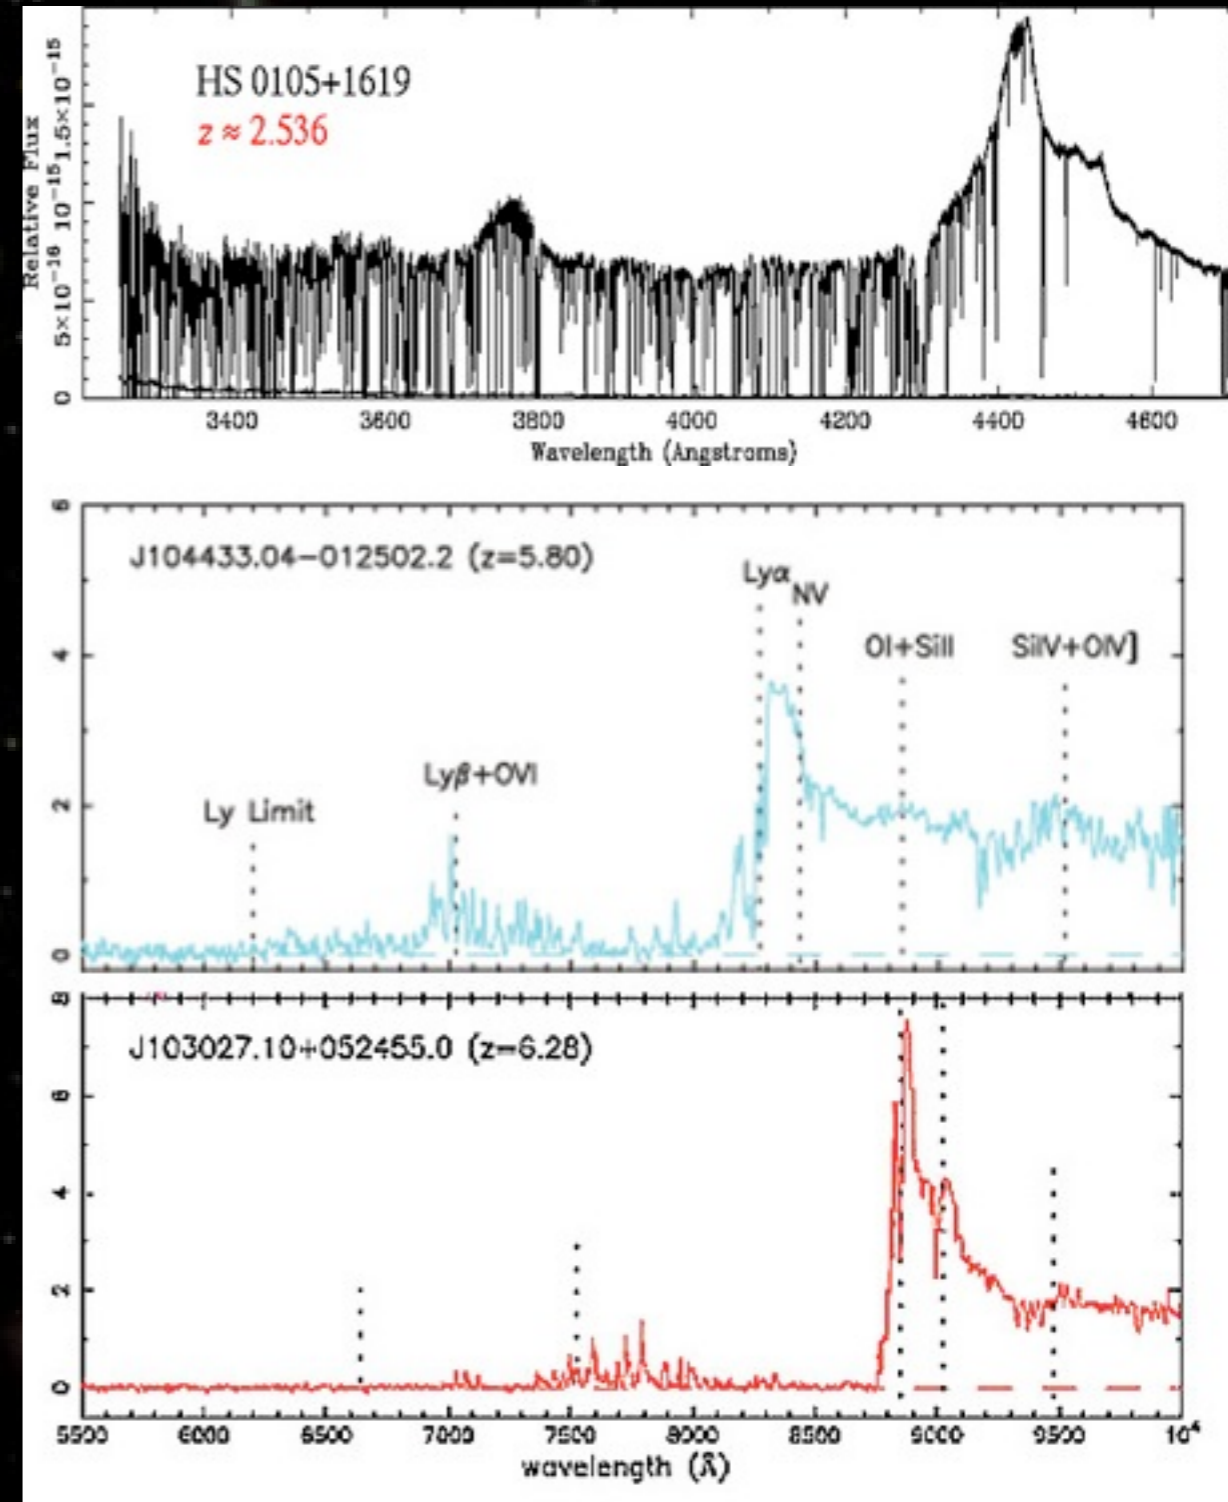 HS 0105+1619
z ≈ 2.536
Relative Flux
0 5×10⁻¹⁶ 10⁻¹⁵ 1.5×10⁻¹⁵
3400 3600 3800 4000 4200 4400 4600
Wavelength (Angstroms)
J104433.04−012502.2 (z=5.80)
Lyα
NV
OI+SiII
SiIV+OIV]
Lyβ+OVI
Ly Limit
6
4
2
0
J103027.10+052455.0 (z=6.28)
8
6
4
2
0
5500 6000 6500 7000 7500 8000 8500 9000 9500 10⁴
wavelength (Å)